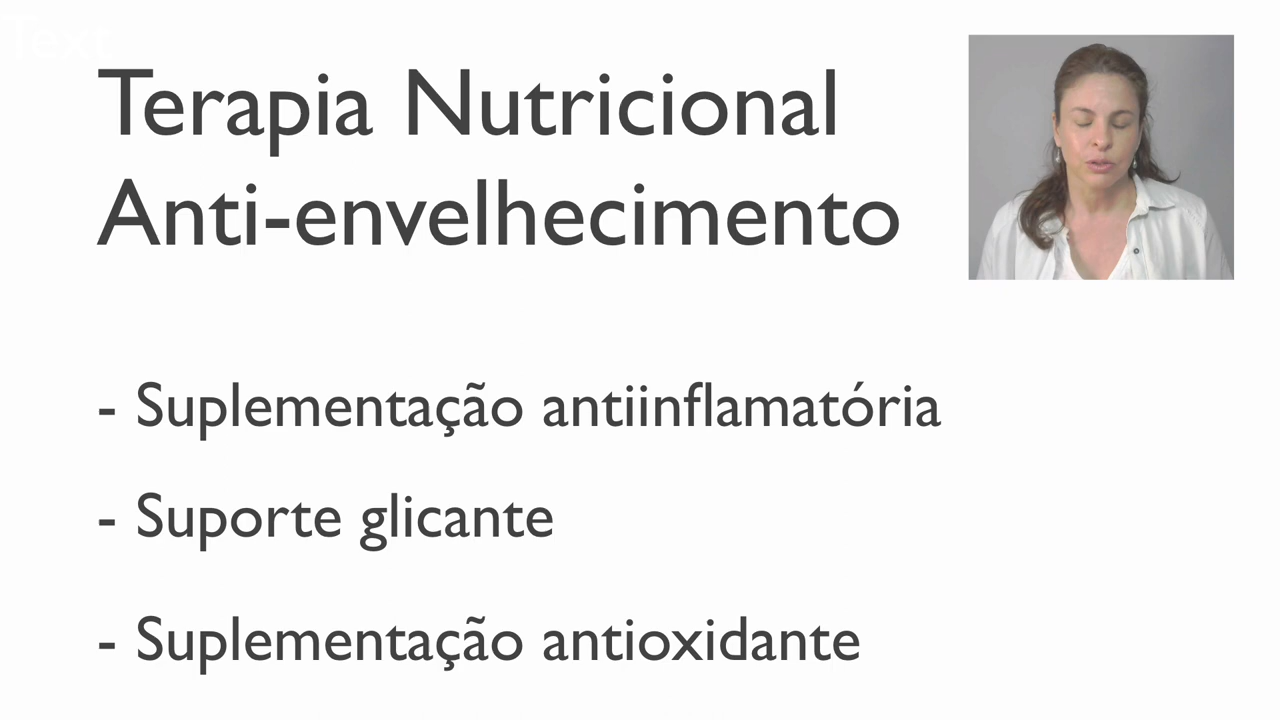 Text
Terapia Nutricional
Anti-envelhecimento
- Suplementação antiinflamatória
- Suporte glicante
- Suplementação antioxidante